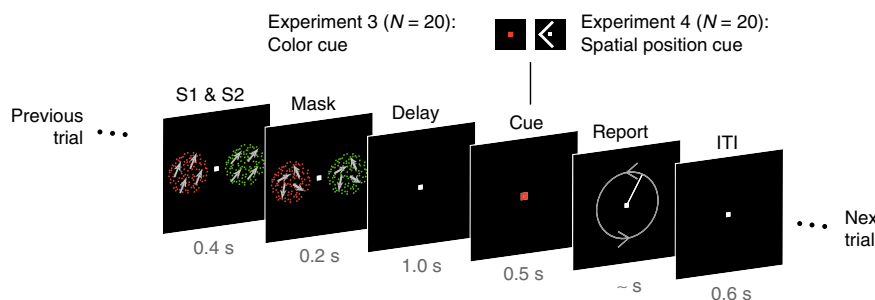 Experiment 3 (N = 20):
Color cue
Experiment 4 (N = 20):
Spatial position cue
Previous
trial
S1 & S2
Mask
Delay
Cue
Report
ITI
Nex
trial
0.4 s
0.2 s
1.0 s
0.5 s
~ s
0.6 s